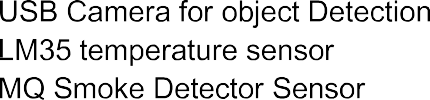 USB Camera for object Detection
LM35 temperature sensor
MQ Smoke Detector Sensor